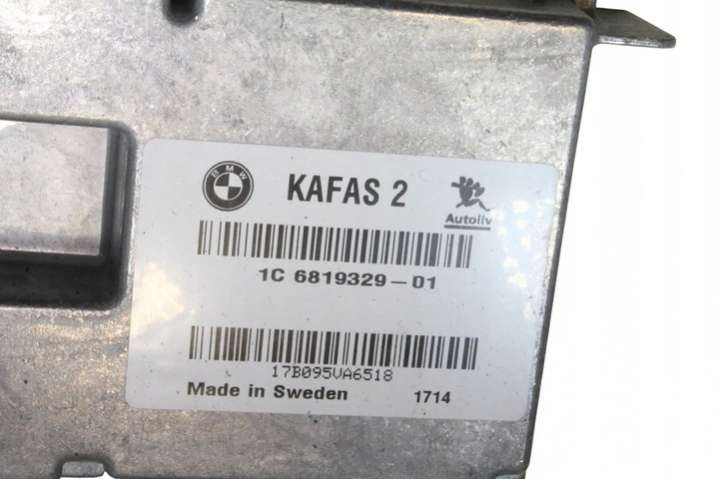 BMW KAFAS 2
Autoliv
1C 6819329-01
17B095VA6518
Made in Sweden 1714